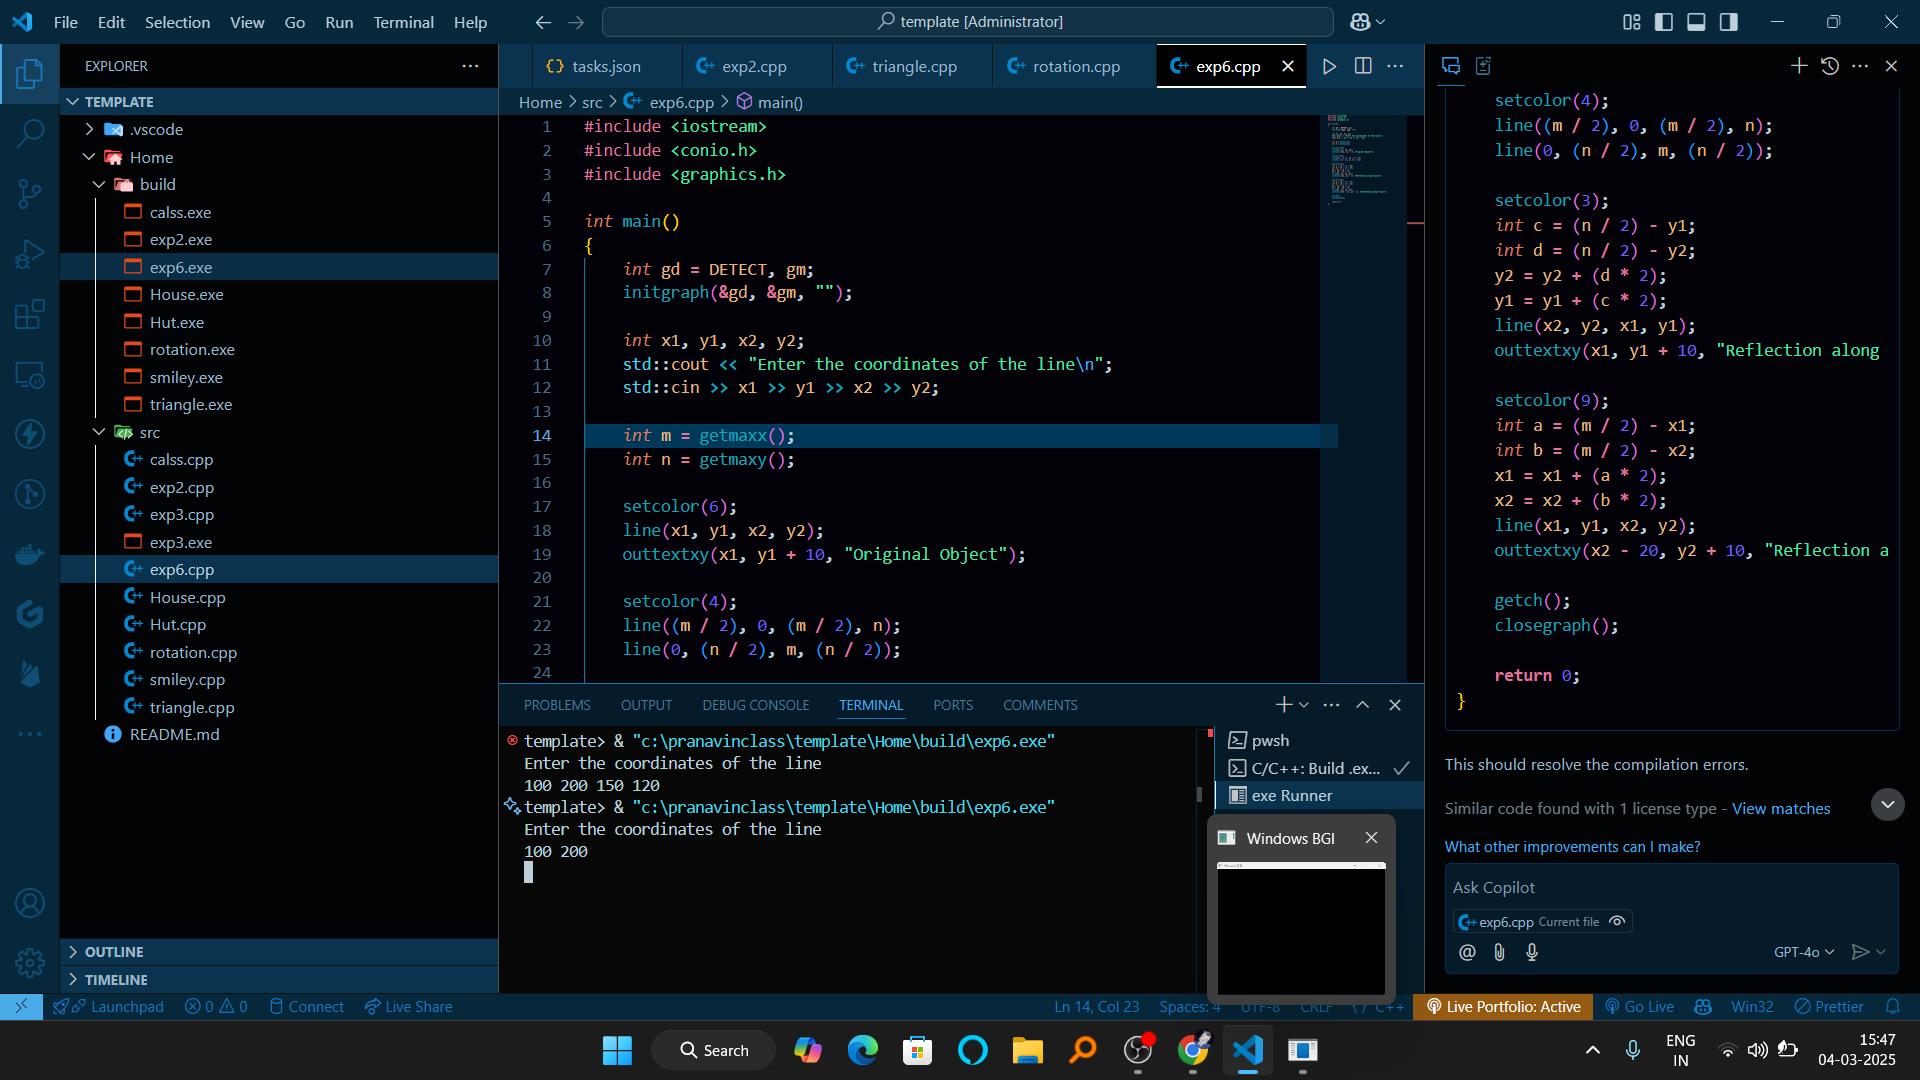 File Edit Selection View Go Run Terminal Help
template [Administrator]
EXPLORER
TEMPLATE
.vscode
Home
build
calss.exe
exp2.exe
exp6.exe
House.exe
Hut.exe
rotation.exe
smiley.exe
triangle.exe
src
calss.cpp
exp2.cpp
exp3.cpp
exp3.exe
exp6.cpp
House.cpp
Hut.cpp
rotation.cpp
smiley.cpp
triangle.cpp
README.md
OUTLINE
TIMELINE
tasks.json exp2.cpp triangle.cpp rotation.cpp exp6.cpp
Home > src > exp6.cpp > main()
1 #include <iostream>
2 #include <conio.h>
3 #include <graphics.h>
4
5 int main()
6 {
7 int gd = DETECT, gm;
8 initgraph(&gd, &gm, "");
9
10 int x1, y1, x2, y2;
11 std::cout << "Enter the coordinates of the line\n";
12 std::cin >> x1 >> y1 >> x2 >> y2;
13
14 int m = getmaxx();
15 int n = getmaxy();
16
17 setcolor(6);
18 line(x1, y1, x2, y2);
19 outtextxy(x1, y1 + 10, "Original Object");
20
21 setcolor(4);
22 line((m / 2), 0, (m / 2), n);
23 line(0, (n / 2), m, (n / 2));
24
PROBLEMS OUTPUT DEBUG CONSOLE TERMINAL PORTS COMMENTS
template> & "c:\pranavinclass\template\Home\build\exp6.exe"
Enter the coordinates of the line
100 200 150 120
template> & "c:\pranavinclass\template\Home\build\exp6.exe"
Enter the coordinates of the line
100 200
pwsh
C/C++: Build .ex...
exe Runner
Windows BGI
setcolor(4);
line((m / 2), 0, (m / 2), n);
line(0, (n / 2), m, (n / 2));
setcolor(3);
int c = (n / 2) - y1;
int d = (n / 2) - y2;
y2 = y2 + (d * 2);
y1 = y1 + (c * 2);
line(x2, y2, x1, y1);
outtextxy(x1, y1 + 10, "Reflection along
setcolor(9);
int a = (m / 2) - x1;
int b = (m / 2) - x2;
x1 = x1 + (a * 2);
x2 = x2 + (b * 2);
line(x1, y1, x2, y2);
outtextxy(x2 - 20, y2 + 10, "Reflection a
getch();
closegraph();
return 0;
}
This should resolve the compilation errors.
Similar code found with 1 license type - View matches
What other improvements can I make?
Ask Copilot
exp6.cpp Current file
GPT-4o
Launchpad 0 0 Connect Live Share
Ln 14, Col 23 Spaces: 4 UTF-8 CRLF {} C++ Live Portfolio: Active Go Live Win32 Prettier
Search
ENG
IN
15:47
04-03-2025